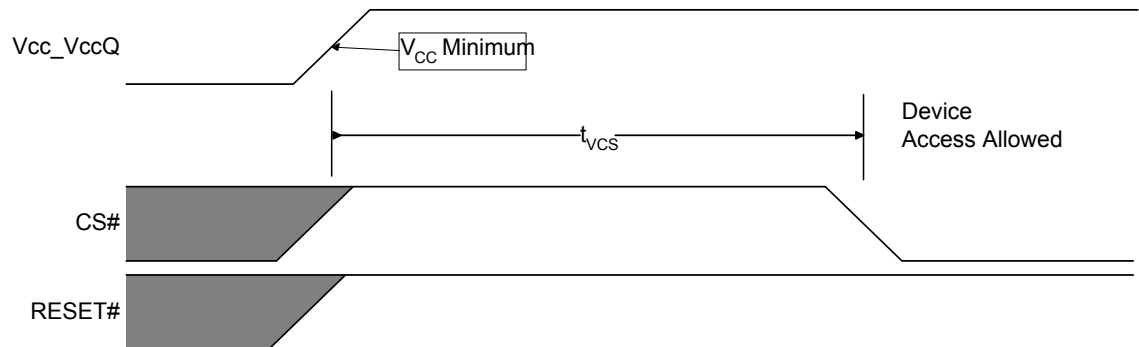 Vcc_VccQ
VCC Minimum
Device
Access Allowed
tVCS
CS#
RESET#